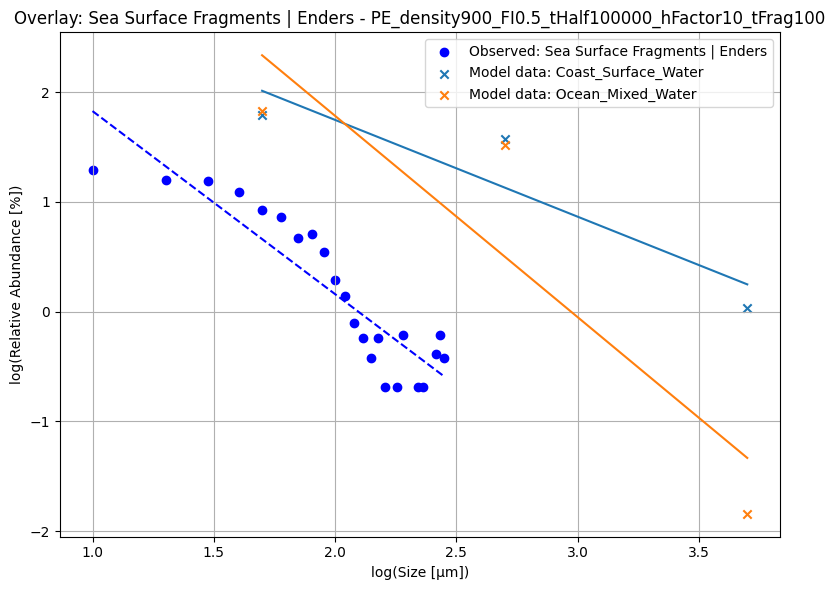 Overlay: Sea Surface Fragments | Enders - PE_density900_FI0.5_tHalf100000_hFactor10_tFrag100
Observed: Sea Surface Fragments | Enders
Model data: Coast_Surface_Water
Model data: Ocean_Mixed_Water
log(Relative Abundance [%])
2
1
0
−1
−2
1.0 1.5 2.0 2.5 3.0 3.5
log(Size [μm])